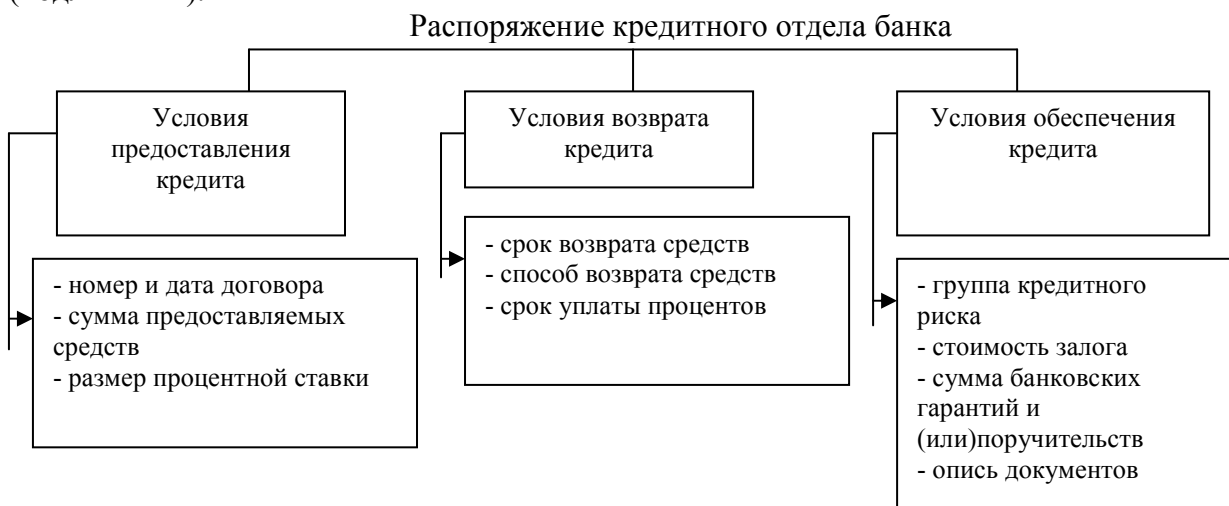 Распоряжение кредитного отдела банка
Условия
предоставления
кредита
Условия возврата
кредита
Условия обеспечения
кредита
- номер и дата договора
- сумма предоставляемых
средств
- размер процентной ставки
- срок возврата средств
- способ возврата средств
- срок уплаты процентов
- группа кредитного
риска
- стоимость залога
- сумма банковских
гарантий и
(или)поручительств
- опись документов